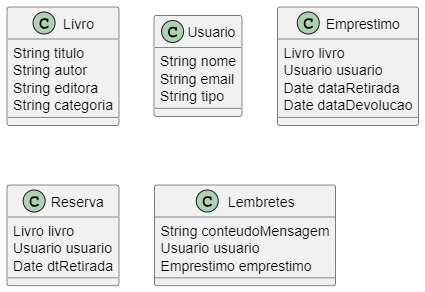 C Livro
String titulo
String autor
String editora
String categoria
C Usuario
String nome
String email
String tipo
C Emprestimo
Livro livro
Usuario usuario
Date dataRetirada
Date dataDevolucao
C Reserva
Livro livro
Usuario usuario
Date dtRetirada
C Lembretes
String conteudoMensagem
Usuario usuario
Emprestimo emprestimo